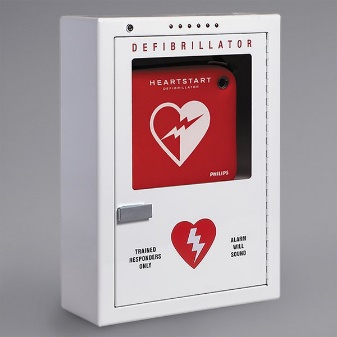 DEFIBRILLATOR
HEARTSTART
DEFIBRILLATOR
PHILIPS
TRAINED
RESPONDERS
ONLY
ALARM
WILL
SOUND